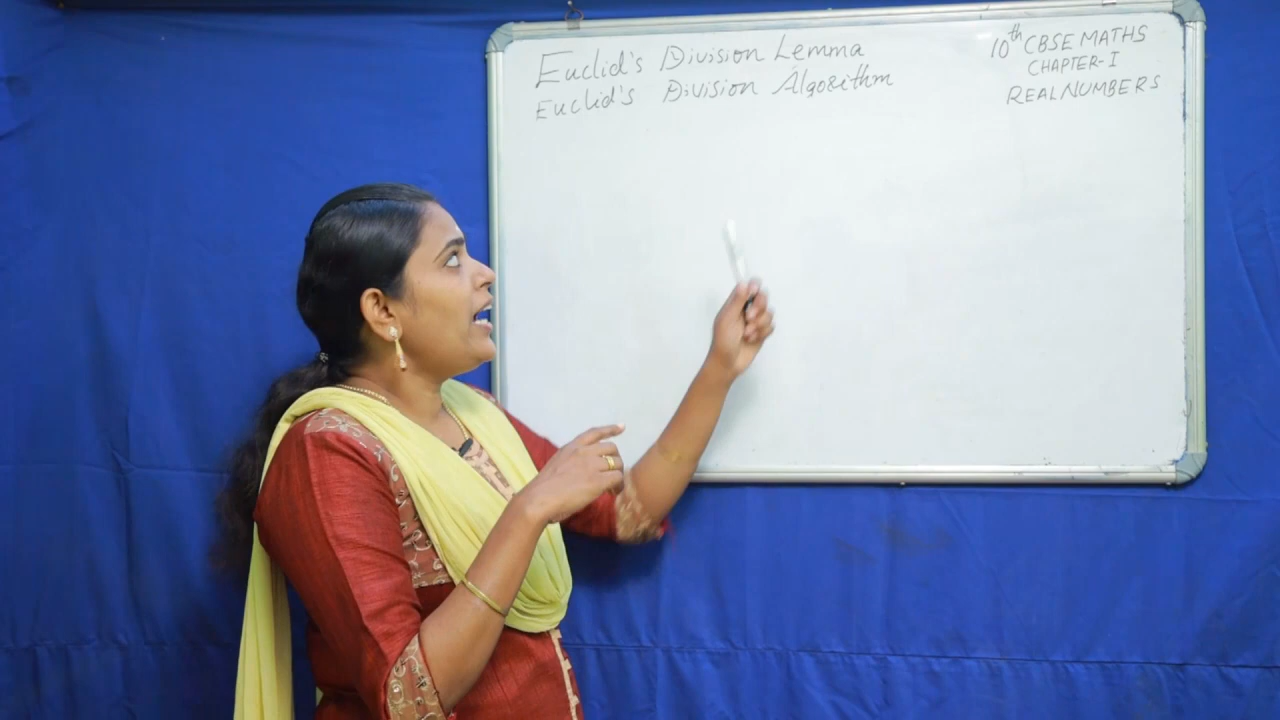 Euclid's Division Lemma
Euclid's Division Algorithm
10th CBSE MATHS
CHAPTER-I
REAL NUMBERS